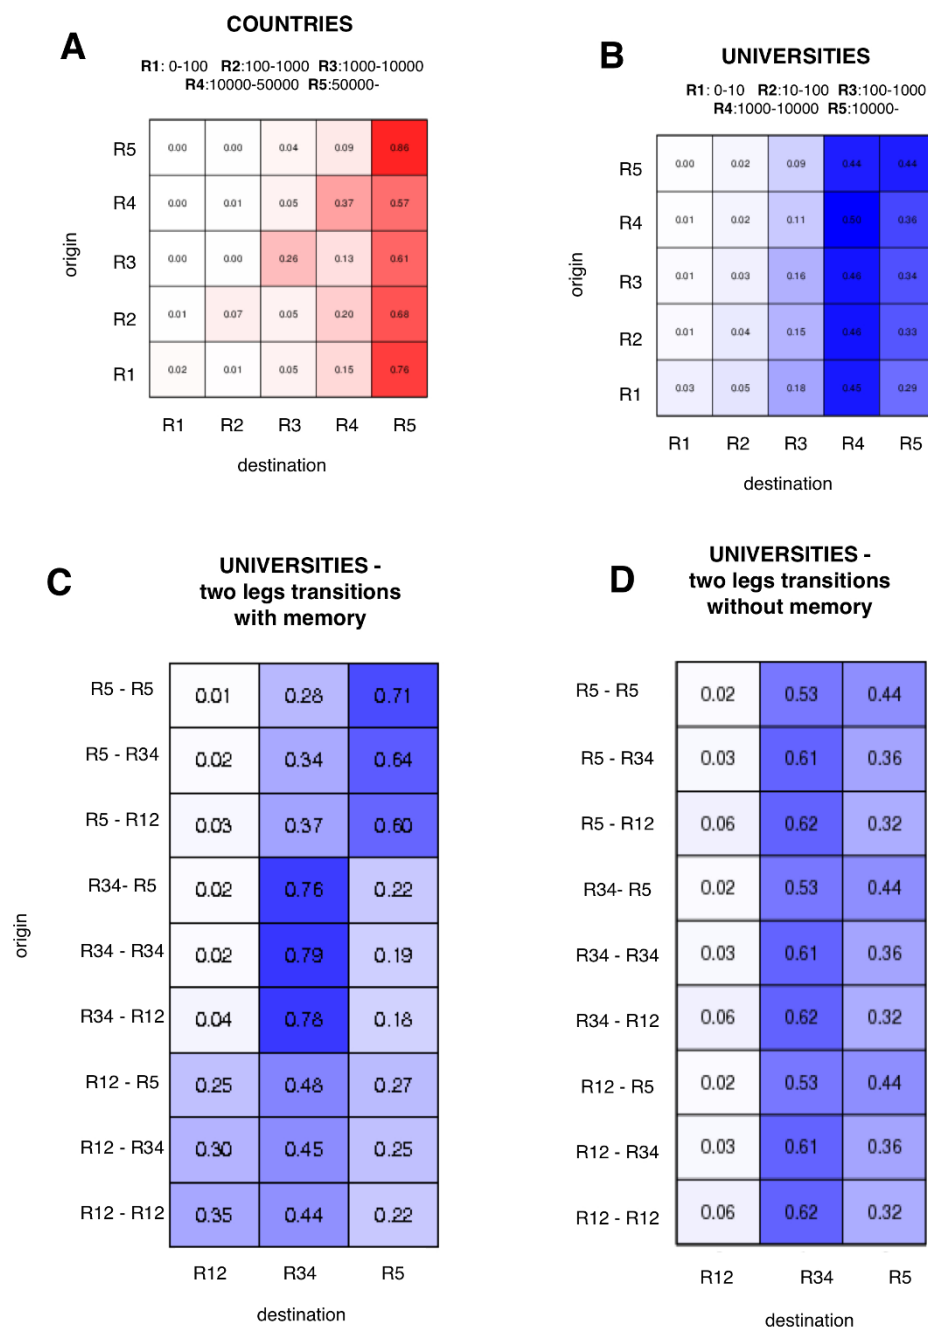 A
COUNTRIES
R1: 0-100 R2:100-1000 R3:1000-10000
R4:10000-50000 R5:50000-
origin
R5 0.00 0.00 0.04 0.09 0.86
R4 0.00 0.01 0.05 0.37 0.57
R3 0.00 0.00 0.26 0.13 0.61
R2 0.01 0.07 0.05 0.20 0.68
R1 0.02 0.01 0.05 0.15 0.76
R1 R2 R3 R4 R5
destination
B
UNIVERSITIES
R1: 0-10 R2:10-100 R3:100-1000
R4:1000-10000 R5:10000-
origin
R5 0.00 0.02 0.09 0.44 0.44
R4 0.01 0.02 0.11 0.50 0.36
R3 0.01 0.03 0.16 0.46 0.34
R2 0.01 0.04 0.15 0.46 0.33
R1 0.03 0.05 0.18 0.45 0.29
R1 R2 R3 R4 R5
destination
C
UNIVERSITIES -
two legs transitions
with memory
origin
R5 - R5 0.01 0.28 0.71
R5 - R34 0.02 0.34 0.64
R5 - R12 0.03 0.37 0.60
R34- R5 0.02 0.76 0.22
R34 - R34 0.02 0.79 0.19
R34 - R12 0.04 0.78 0.18
R12 - R5 0.25 0.48 0.27
R12 - R34 0.30 0.45 0.25
R12 - R12 0.35 0.44 0.22
R12 R34 R5
destination
D
UNIVERSITIES -
two legs transitions
without memory
R5 - R5 0.02 0.53 0.44
R5 - R34 0.03 0.61 0.36
R5 - R12 0.06 0.62 0.32
R34- R5 0.02 0.53 0.44
R34 - R34 0.03 0.61 0.36
R34 - R12 0.06 0.62 0.32
R12 - R5 0.02 0.53 0.44
R12 - R34 0.03 0.61 0.36
R12 - R12 0.06 0.62 0.32
R12 R34 R5
destination